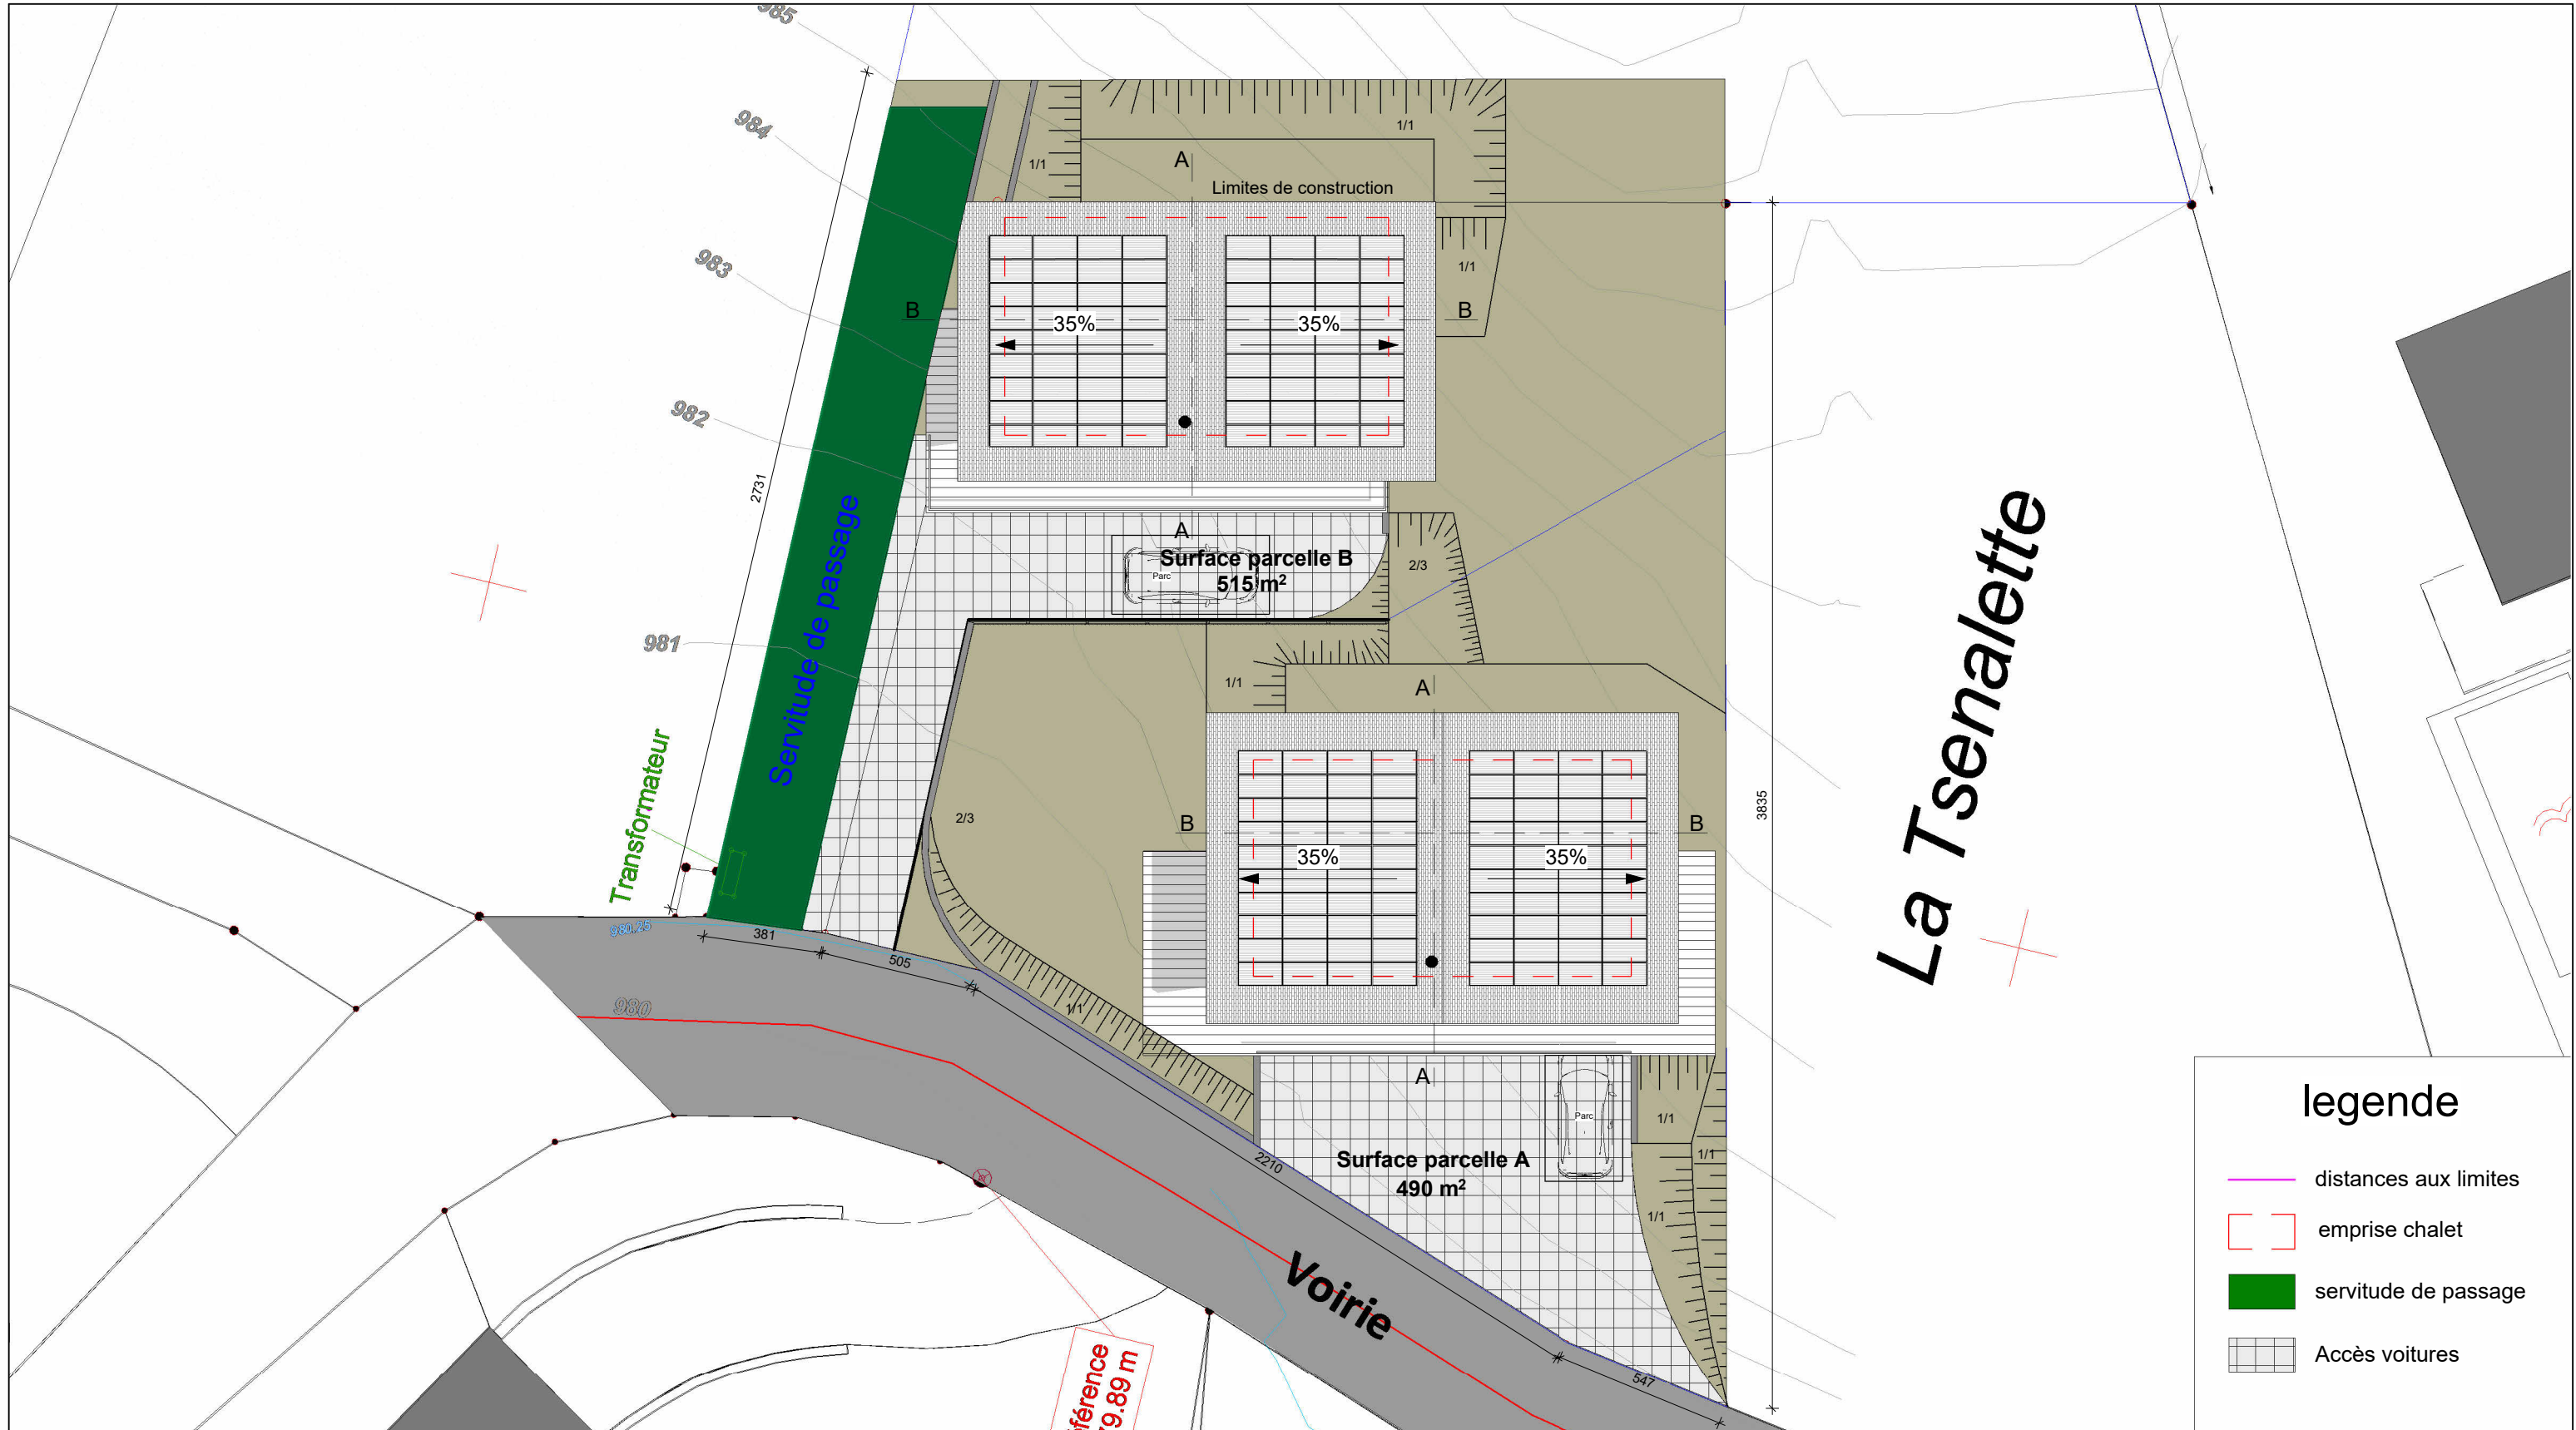 985
984
983
982
981
980
980.25
2731
1/1
1/1
A
Limites de construction
1/1
B
B
35%
35%
A
Surface parcelle B
Parc
515 m²
2/3
Servitude de passage
Transformateur
1/1
A
2/3
B
B
35%
35%
3835
La Tsenalette
381
505
1/1
2210
A
Parc
1/1
1/1
1/1
Surface parcelle A
490 m²
Voirie
547
legende
distances aux limites
emprise chalet
servitude de passage
Accès voitures